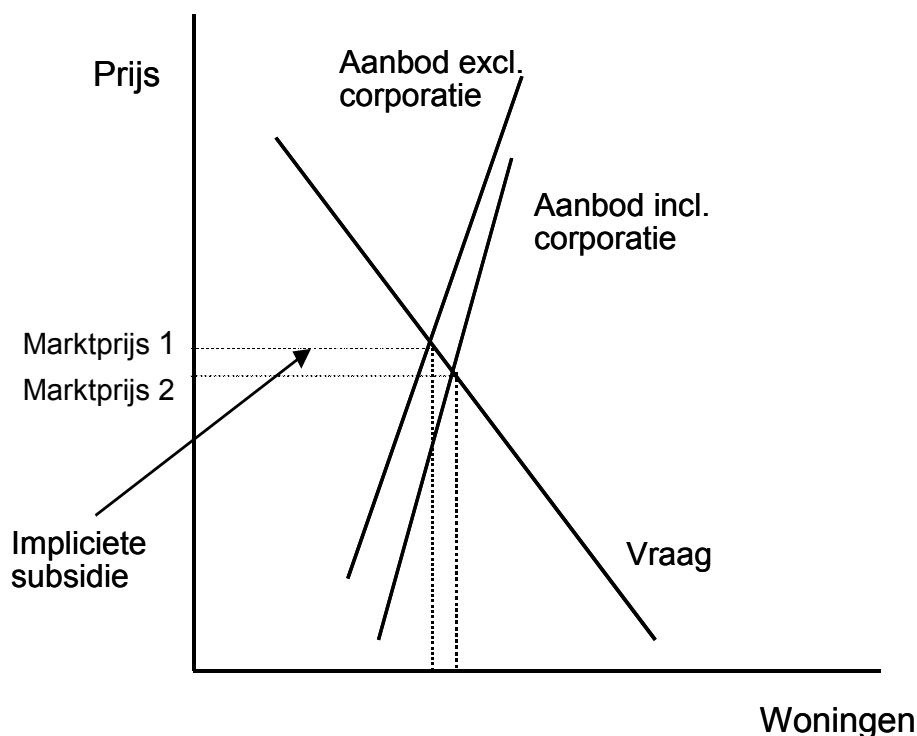 Prijs
Aanbod excl.
corporatie
Aanbod incl.
corporatie
Marktprijs 1
Marktprijs 2
Impliciete
subsidie
Vraag
Woningen